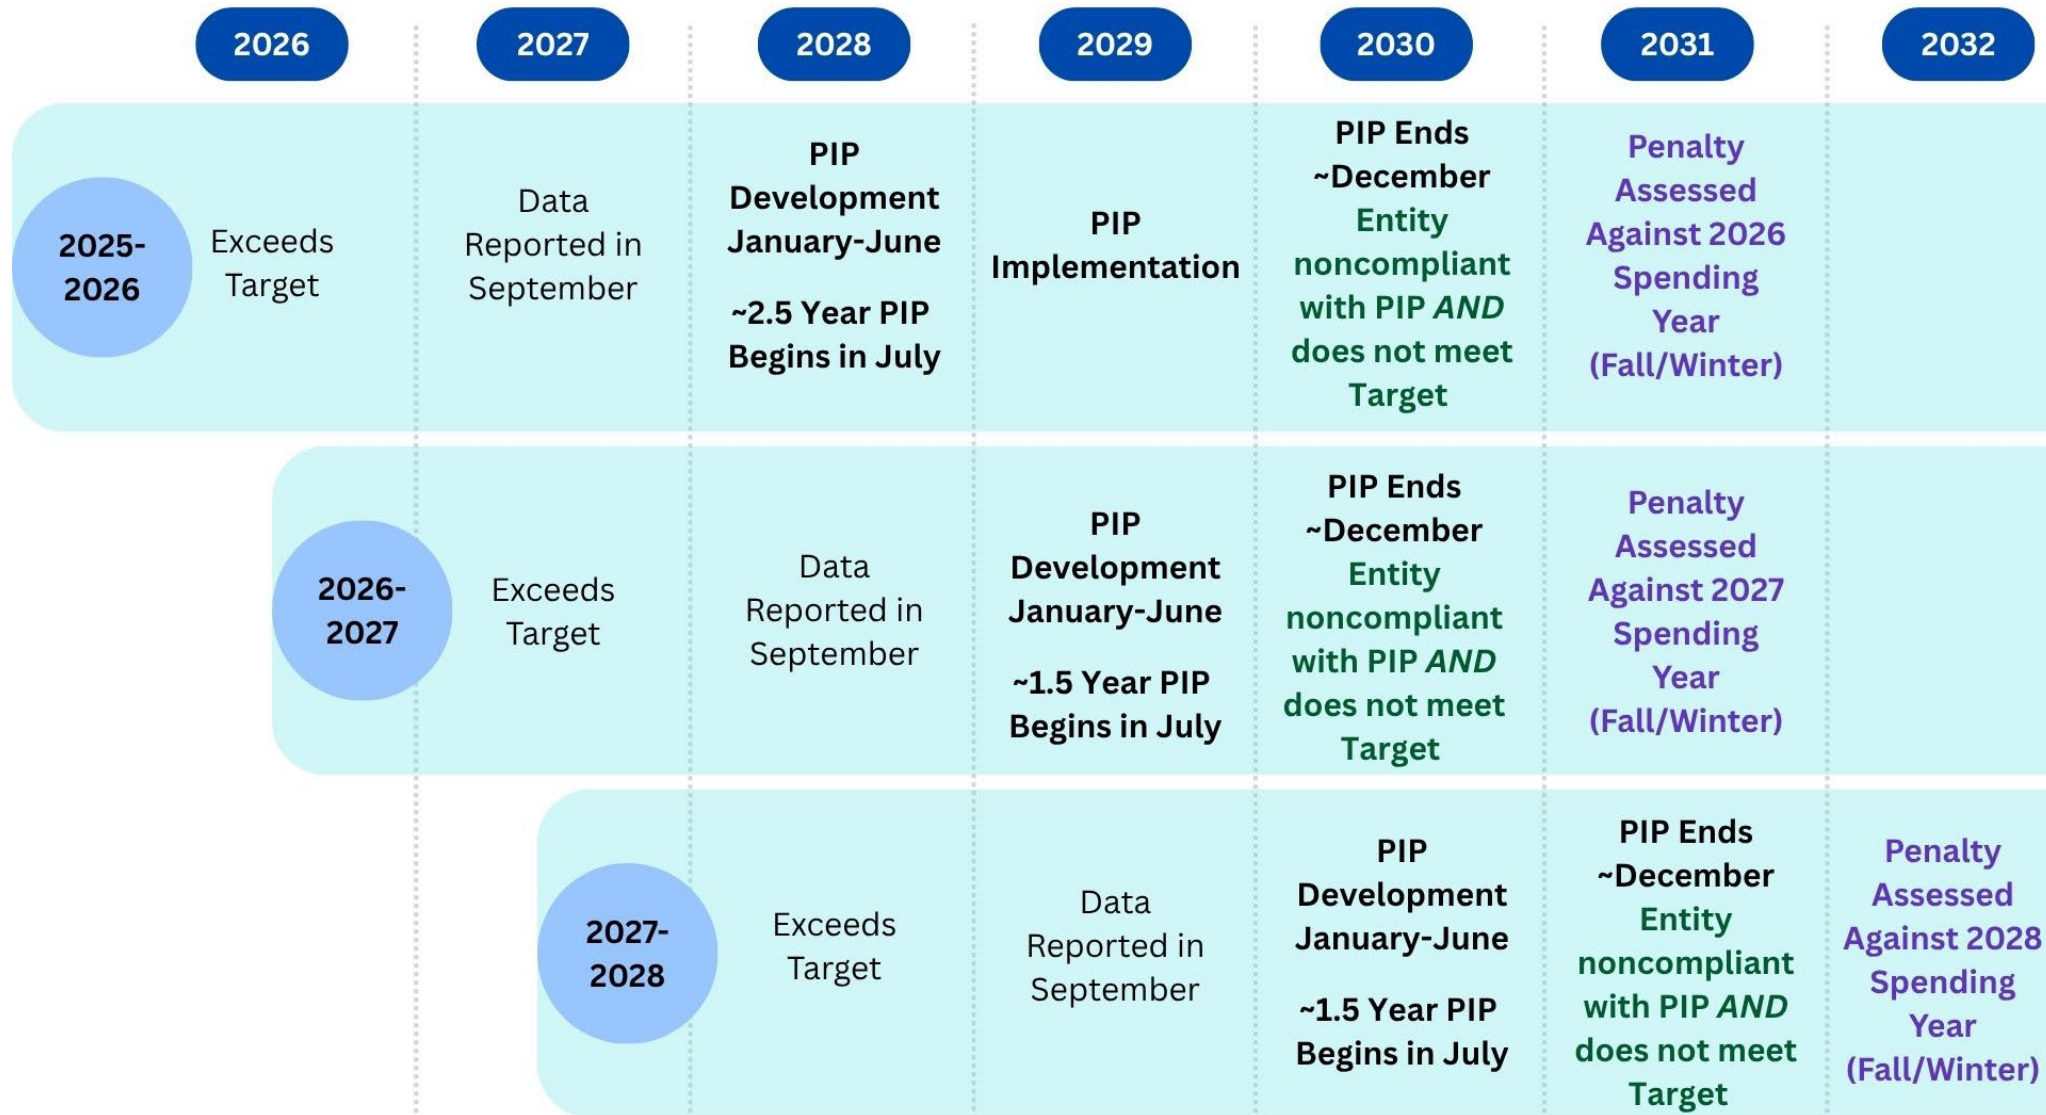 2026
2027
2028
2029
2030
2031
2032
2025-
2026
Exceeds
Target
Data
Reported in
September
PIP
Development
January-June
~2.5 Year PIP
Begins in July
PIP
Implementation
PIP Ends
~December
Entity
noncompliant
with PIP AND
does not meet
Target
Penalty
Assessed
Against 2026
Spending
Year
(Fall/Winter)
2026-
2027
Exceeds
Target
Data
Reported in
September
PIP
Development
January-June
~1.5 Year PIP
Begins in July
PIP Ends
~December
Entity
noncompliant
with PIP AND
does not meet
Target
Penalty
Assessed
Against 2027
Spending
Year
(Fall/Winter)
2027-
2028
Exceeds
Target
Data
Reported in
September
PIP
Development
January-June
~1.5 Year PIP
Begins in July
PIP Ends
~December
Entity
noncompliant
with PIP AND
does not meet
Target
Penalty
Assessed
Against 2028
Spending
Year
(Fall/Winter)